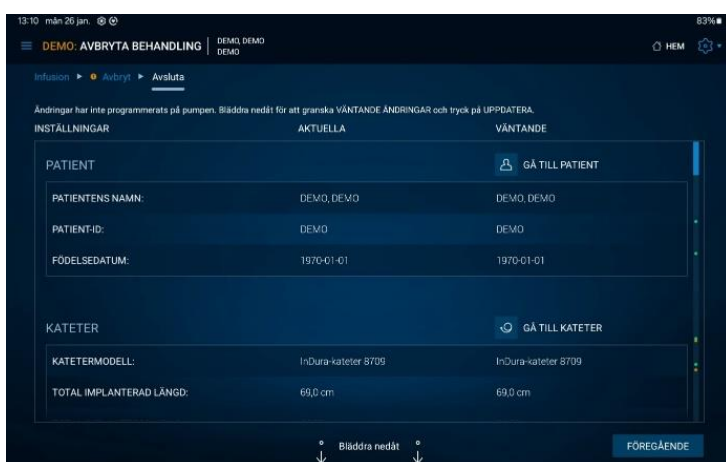 13:10 mån 26 jan.
83%
DEMO: AVBRYTA BEHANDLING
DEMO, DEMO
DEMO
HEM
Infusion ▶ Avbryt ▶ Avsluta
Ändringar har inte programmerats på pumpen. Bläddra nedåt för att granska VÄNTANDE ÄNDRINGAR och tryck på UPPDATERA.
INSTÄLLNINGAR AKTUELLA VÄNTANDE
PATIENT GÅ TILL PATIENT
PATIENTENS NAMN: DEMO, DEMO DEMO, DEMO
PATIENT-ID: DEMO DEMO
FÖDELSEDATUM: 1970-01-01 1970-01-01
KATETER GÅ TILL KATETER
KATETERMODELL: InDura-kateter 8709 InDura-kateter 8709
TOTAL IMPLANTERAD LÄNGD: 69,0 cm 69,0 cm
Bläddra nedåt
FÖREGÅENDE